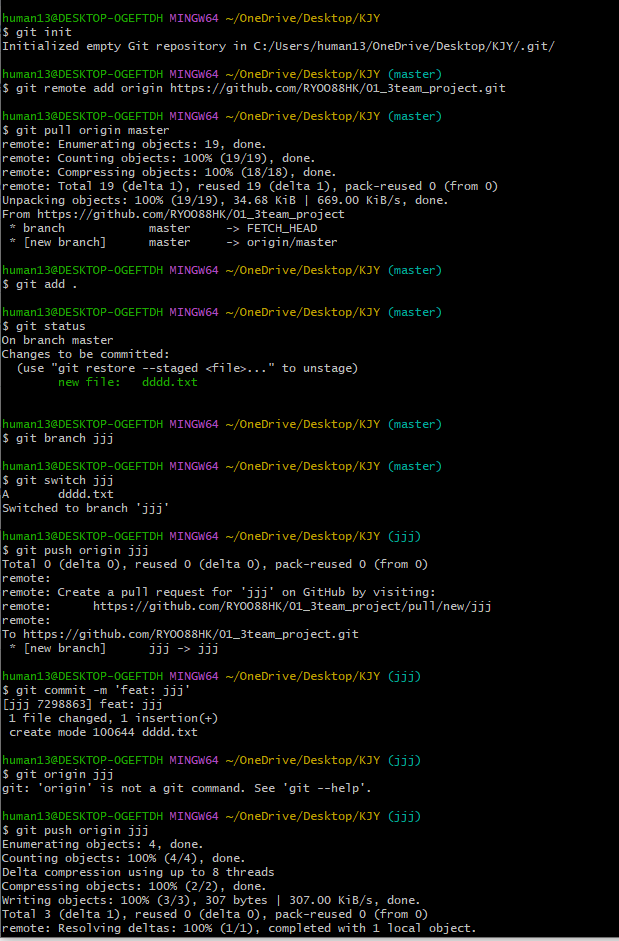 human13@DESKTOP-OGEFTDH MINGW64 ~/OneDrive/Desktop/KJY
$ git init
Initialized empty Git repository in C:/Users/human13/OneDrive/Desktop/KJY/.git/
human13@DESKTOP-OGEFTDH MINGW64 ~/OneDrive/Desktop/KJY (master)
$ git remote add origin https://github.com/RYOO88HK/01_3team_project.git
human13@DESKTOP-OGEFTDH MINGW64 ~/OneDrive/Desktop/KJY (master)
$ git pull origin master
remote: Enumerating objects: 19, done.
remote: Counting objects: 100% (19/19), done.
remote: Compressing objects: 100% (18/18), done.
remote: Total 19 (delta 1), reused 19 (delta 1), pack-reused 0 (from 0)
Unpacking objects: 100% (19/19), 34.68 KiB | 669.00 KiB/s, done.
From https://github.com/RYOO88HK/01_3team_project
 * branch            master     -> FETCH_HEAD
 * [new branch]      master     -> origin/master
human13@DESKTOP-OGEFTDH MINGW64 ~/OneDrive/Desktop/KJY (master)
$ git add .
human13@DESKTOP-OGEFTDH MINGW64 ~/OneDrive/Desktop/KJY (master)
$ git status
On branch master
Changes to be committed:
  (use "git restore --staged <file>..." to unstage)
        new file:   dddd.txt
human13@DESKTOP-OGEFTDH MINGW64 ~/OneDrive/Desktop/KJY (master)
$ git branch jjj
human13@DESKTOP-OGEFTDH MINGW64 ~/OneDrive/Desktop/KJY (master)
$ git switch jjj
A       dddd.txt
Switched to branch 'jjj'
human13@DESKTOP-OGEFTDH MINGW64 ~/OneDrive/Desktop/KJY (jjj)
$ git push origin jjj
Total 0 (delta 0), reused 0 (delta 0), pack-reused 0 (from 0)
remote:
remote: Create a pull request for 'jjj' on GitHub by visiting:
remote:      https://github.com/RYOO88HK/01_3team_project/pull/new/jjj
remote:
To https://github.com/RYOO88HK/01_3team_project.git
 * [new branch]      jjj -> jjj
human13@DESKTOP-OGEFTDH MINGW64 ~/OneDrive/Desktop/KJY (jjj)
$ git commit -m 'feat: jjj'
[jjj 7298863] feat: jjj
 1 file changed, 1 insertion(+)
 create mode 100644 dddd.txt
human13@DESKTOP-OGEFTDH MINGW64 ~/OneDrive/Desktop/KJY (jjj)
$ git origin jjj
git: 'origin' is not a git command. See 'git --help'.
human13@DESKTOP-OGEFTDH MINGW64 ~/OneDrive/Desktop/KJY (jjj)
$ git push origin jjj
Enumerating objects: 4, done.
Counting objects: 100% (4/4), done.
Delta compression using up to 8 threads
Compressing objects: 100% (2/2), done.
Writing objects: 100% (3/3), 307 bytes | 307.00 KiB/s, done.
Total 3 (delta 1), reused 0 (delta 0), pack-reused 0 (from 0)
remote: Resolving deltas: 100% (1/1), completed with 1 local object.